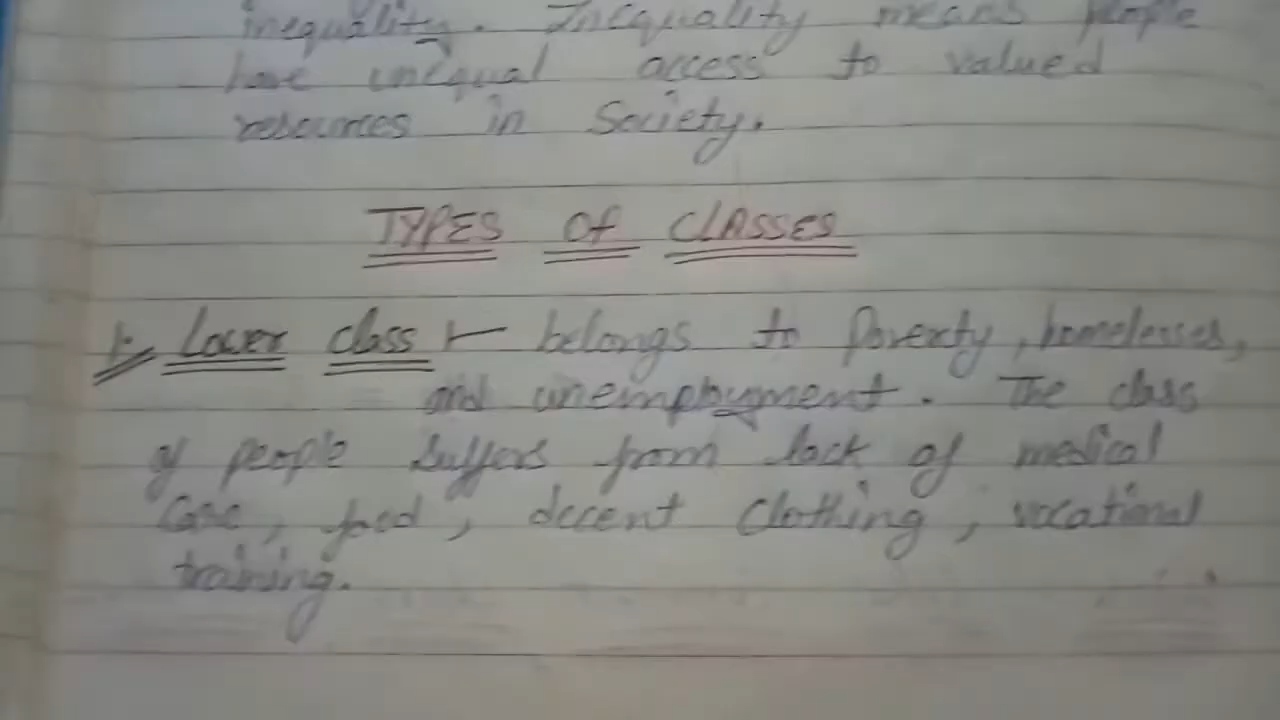 inequality. Inequality means people
have unequal access to valued
resources in Society.
TYPES Of ClASSES
1. Lower class :- belongs to Poverty, homelesses,
and unemployment. The class
of people suffers from lack of medical
Care, food, decent Clothing, vocational
training.